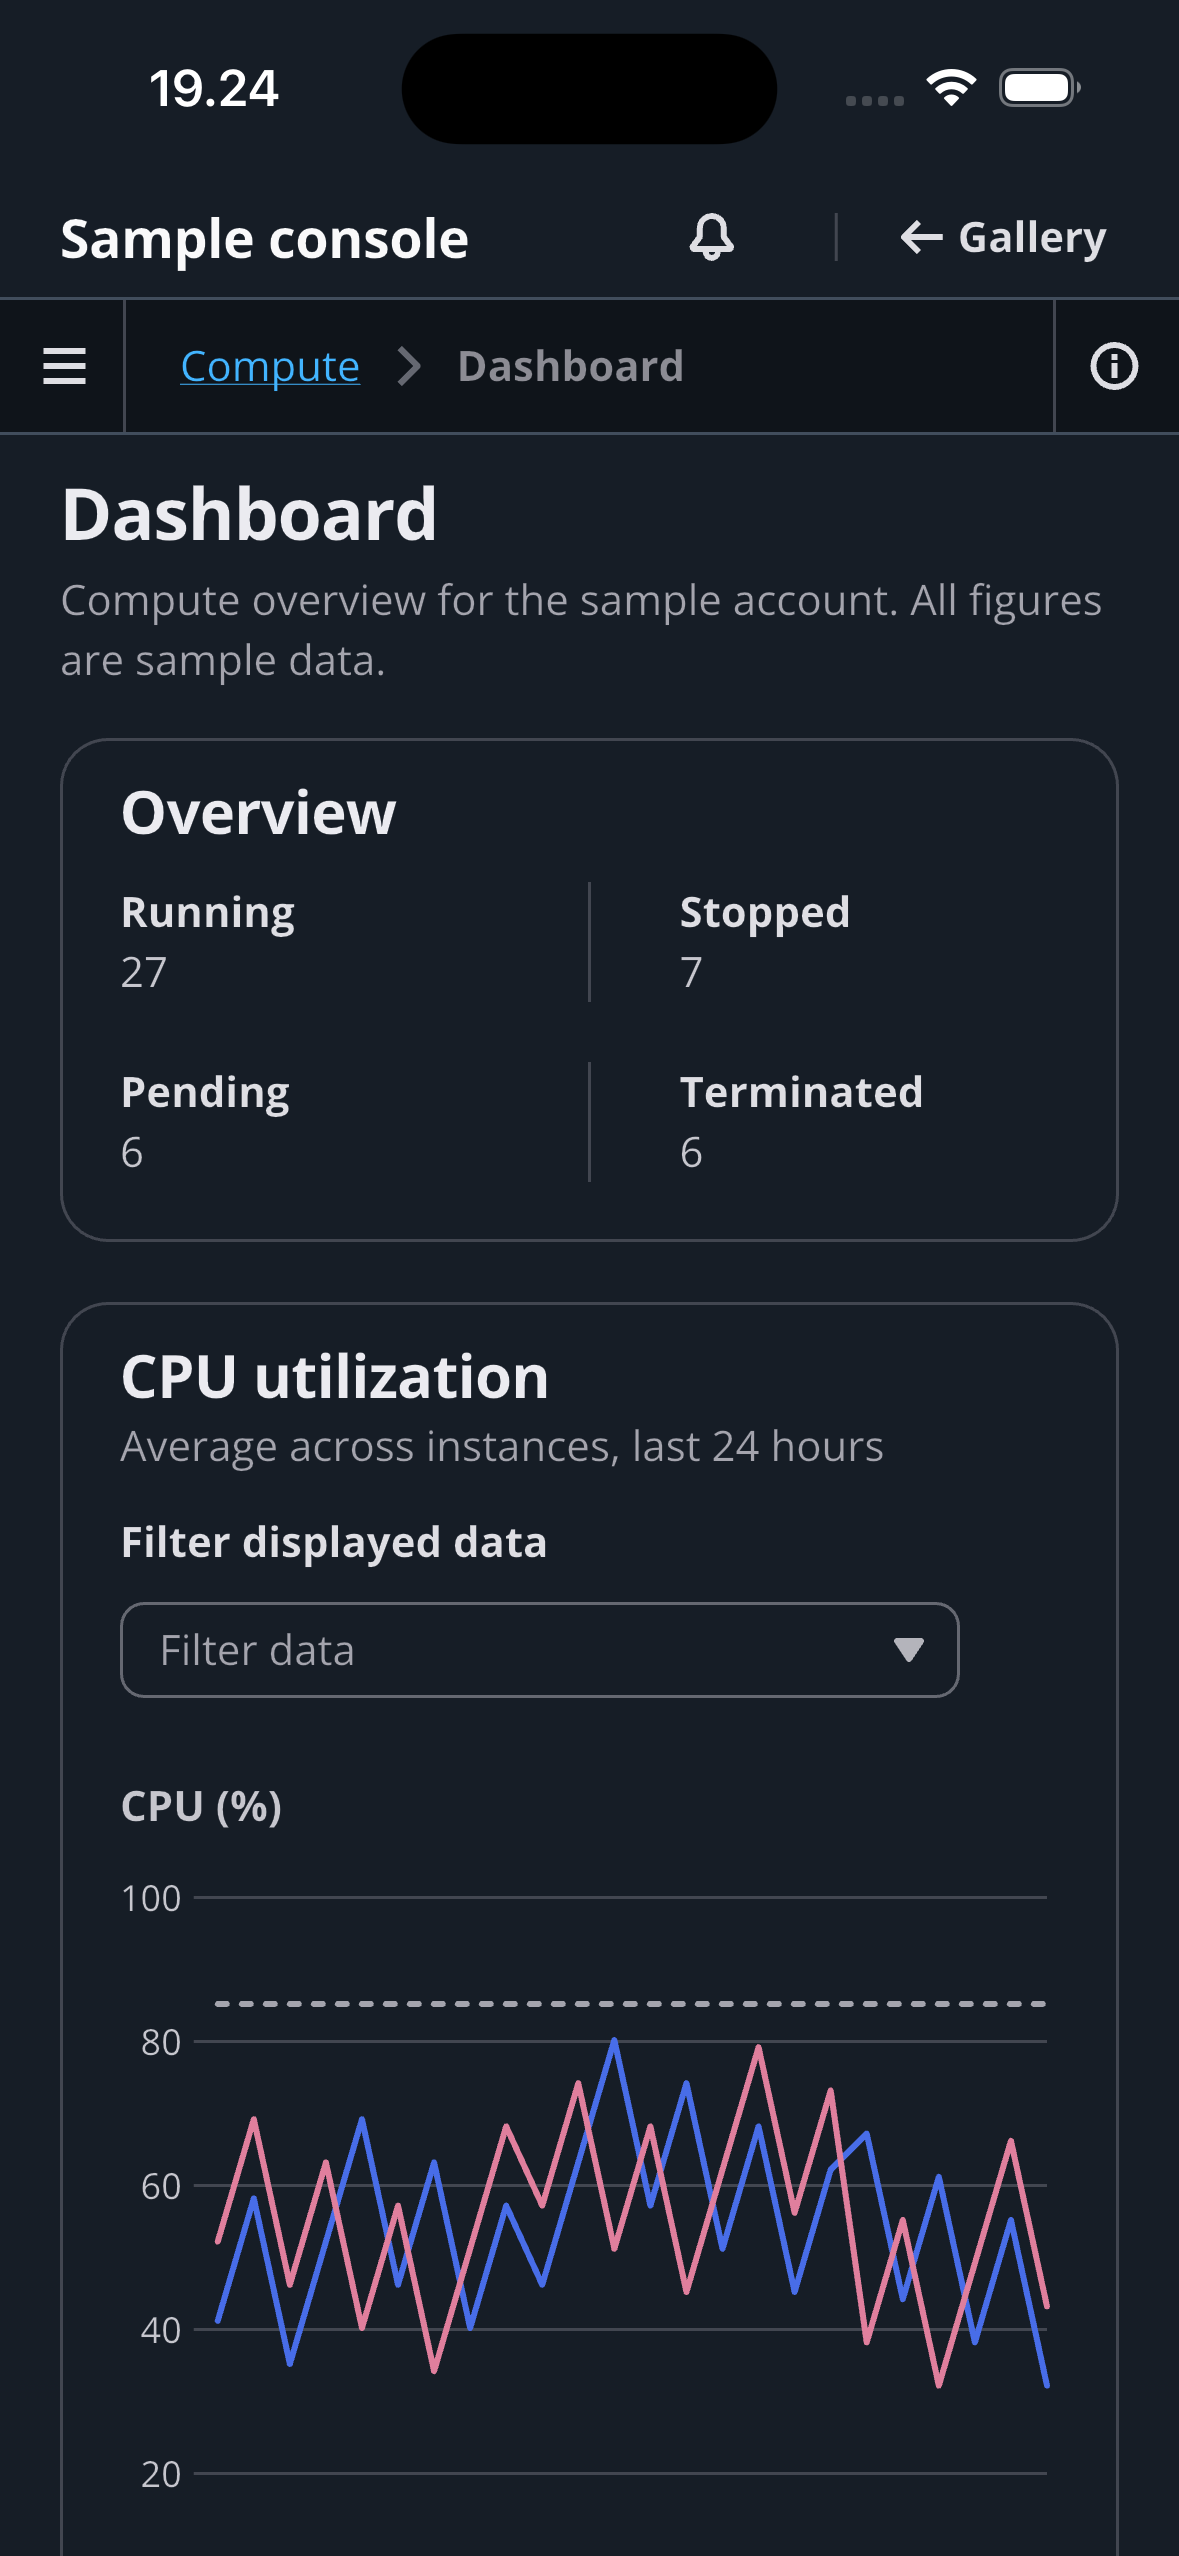 19.24
Sample console
Gallery
Compute
Dashboard
Dashboard
Compute overview for the sample account. All figures
are sample data.
Overview
Running
27
Stopped
7
Pending
6
Terminated
6
CPU utilization
Average across instances, last 24 hours
Filter displayed data
Filter data
CPU (%)
100
80
60
40
20